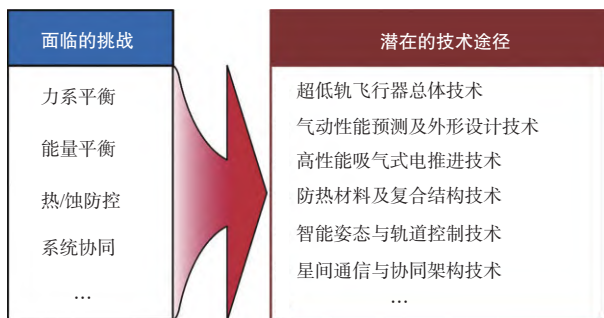 面临的挑战
力系平衡
能量平衡
热/蚀防控
系统协同
…
潜在的技术途径
超低轨飞行器总体技术
气动性能预测及外形设计技术
高性能吸气式电推进技术
防热材料及复合结构技术
智能姿态与轨道控制技术
星间通信与协同架构技术
…